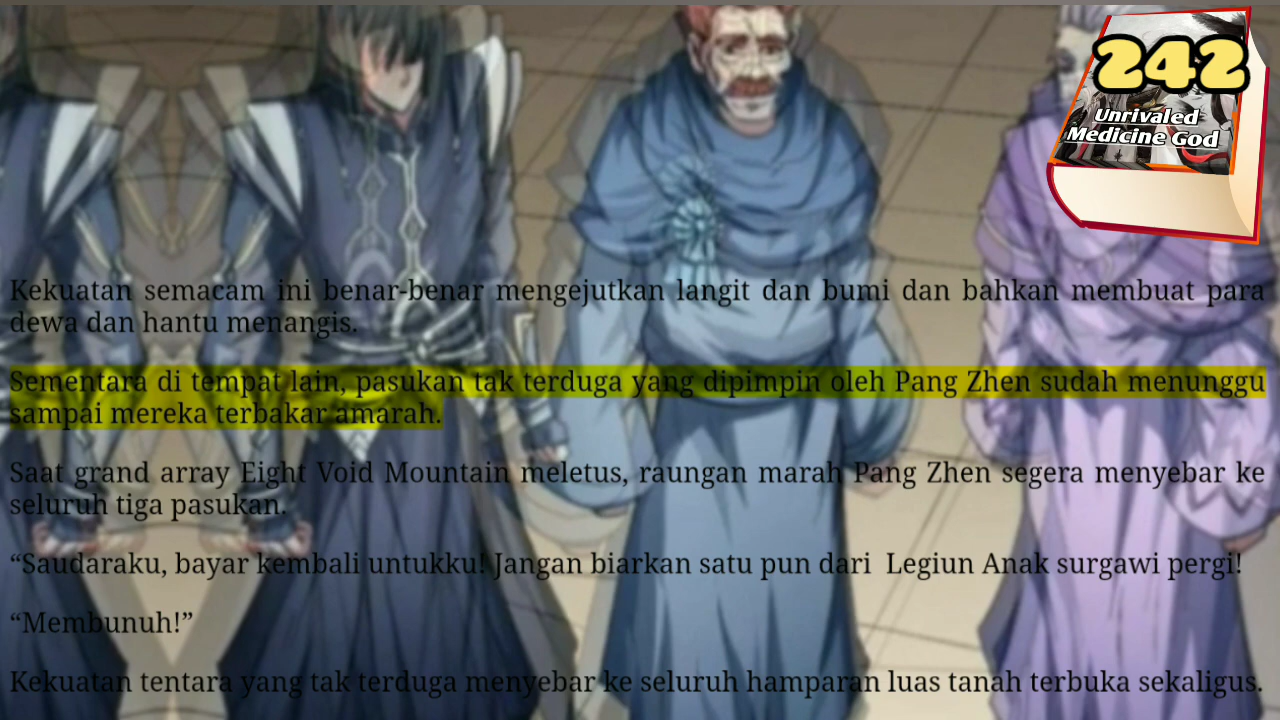 242
Unrivaled
Medicine God
Kekuatan semacam ini benar-benar mengejutkan langit dan bumi dan bahkan membuat para
dewa dan hantu menangis.
Sementara di tempat lain, pasukan tak terduga yang dipimpin oleh Pang Zhen sudah menunggu
sampai mereka terbakar amarah.
Saat grand array Eight Void Mountain meletus, raungan marah Pang Zhen segera menyebar ke
seluruh tiga pasukan.
“Saudaraku, bayar kembali untukku! Jangan biarkan satu pun dari  Legiun Anak surgawi pergi!
“Membunuh!”
Kekuatan tentara yang tak terduga menyebar ke seluruh hamparan luas tanah terbuka sekaligus.